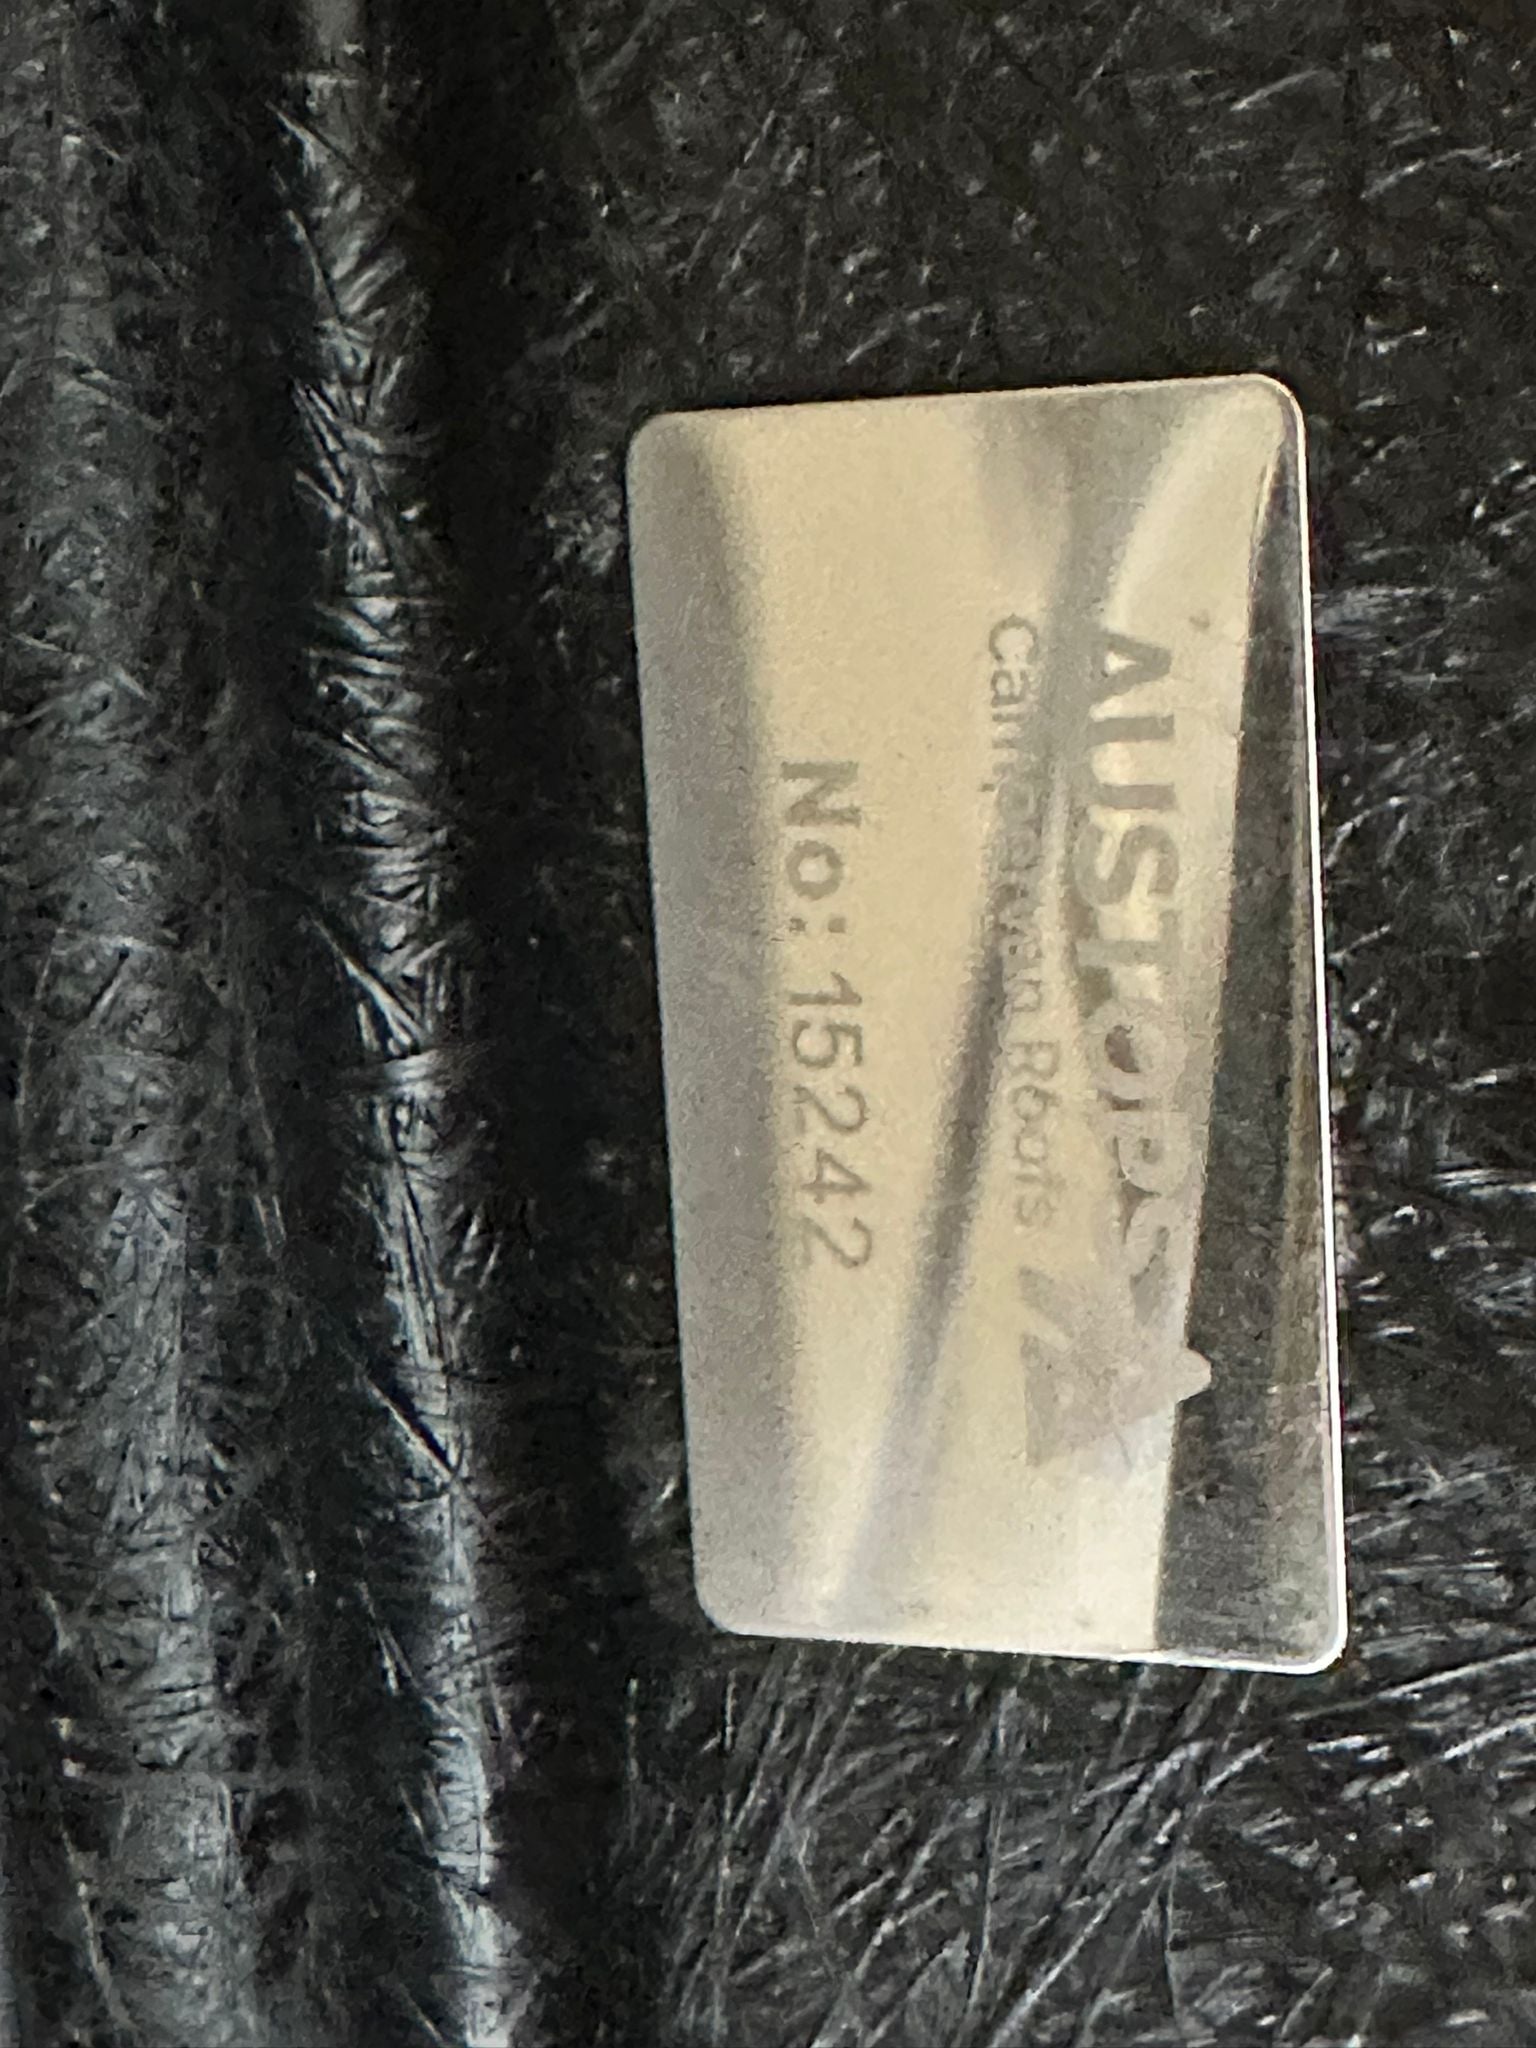 AUSTOPS
Campervan Roofs
No: 15242